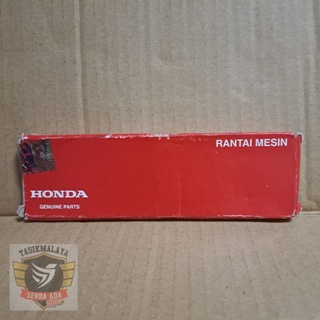 RANTAI MESIN
HONDA
GENUINE PARTS
TASIKMALAYA
SERBA ADA